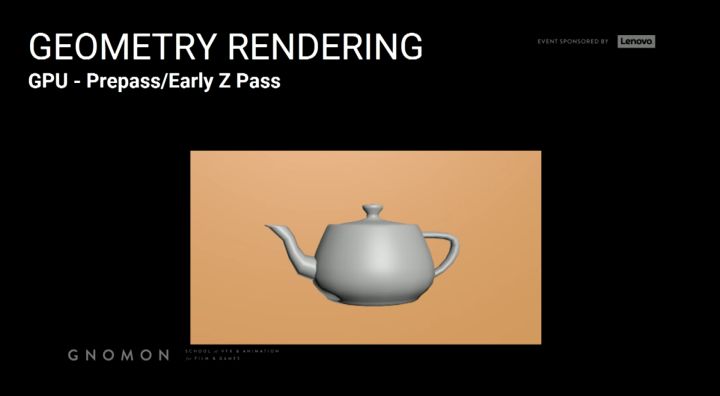 GEOMETRY RENDERING
EVENT SPONSORED BY Lenovo
GPU - Prepass/Early Z Pass
GNOMON SCHOOL of VFX & ANIMATION
for FILM & GAMES